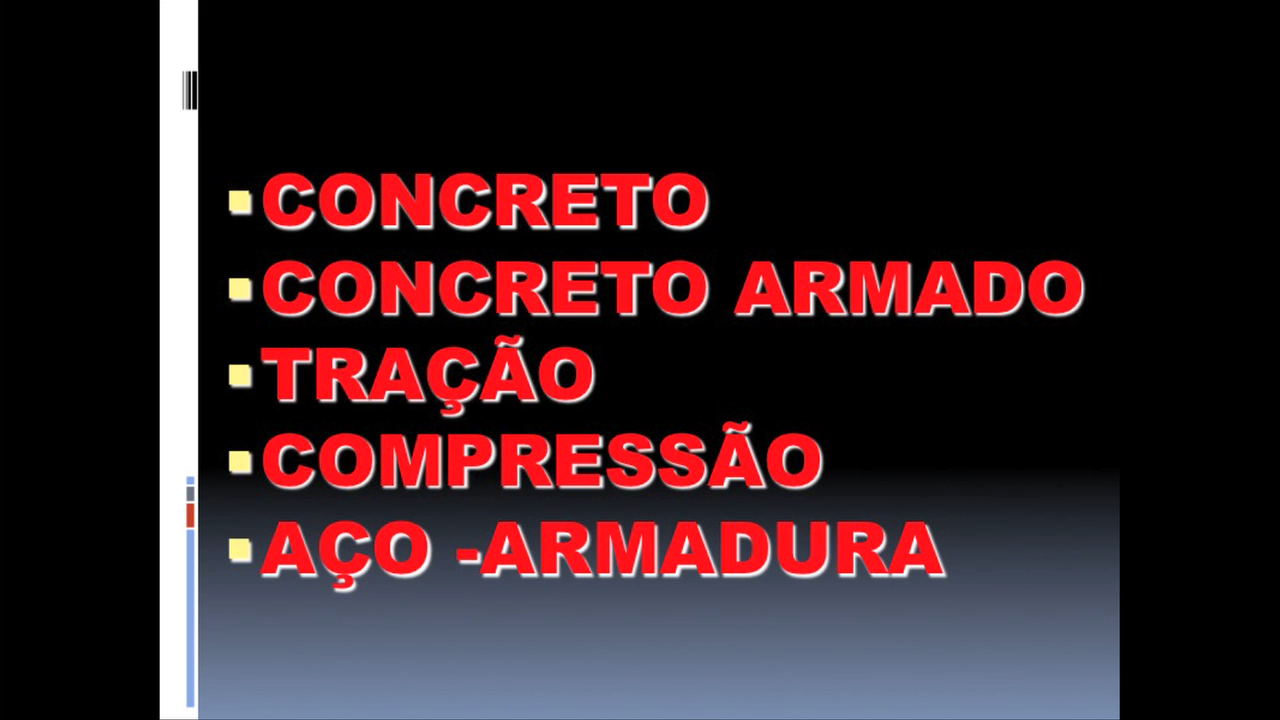 CONCRETO
CONCRETO ARMADO
TRAÇÃO
COMPRESSÃO
AÇO -ARMADURA